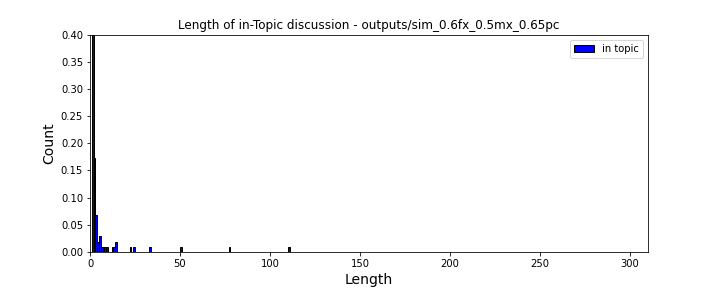 Length of in-Topic discussion - outputs/sim_0.6fx_0.5mx_0.65pc
in topic
Count
0.40
0.35
0.30
0.25
0.20
0.15
0.10
0.05
0.00
0 50 100 150 200 250 300
Length